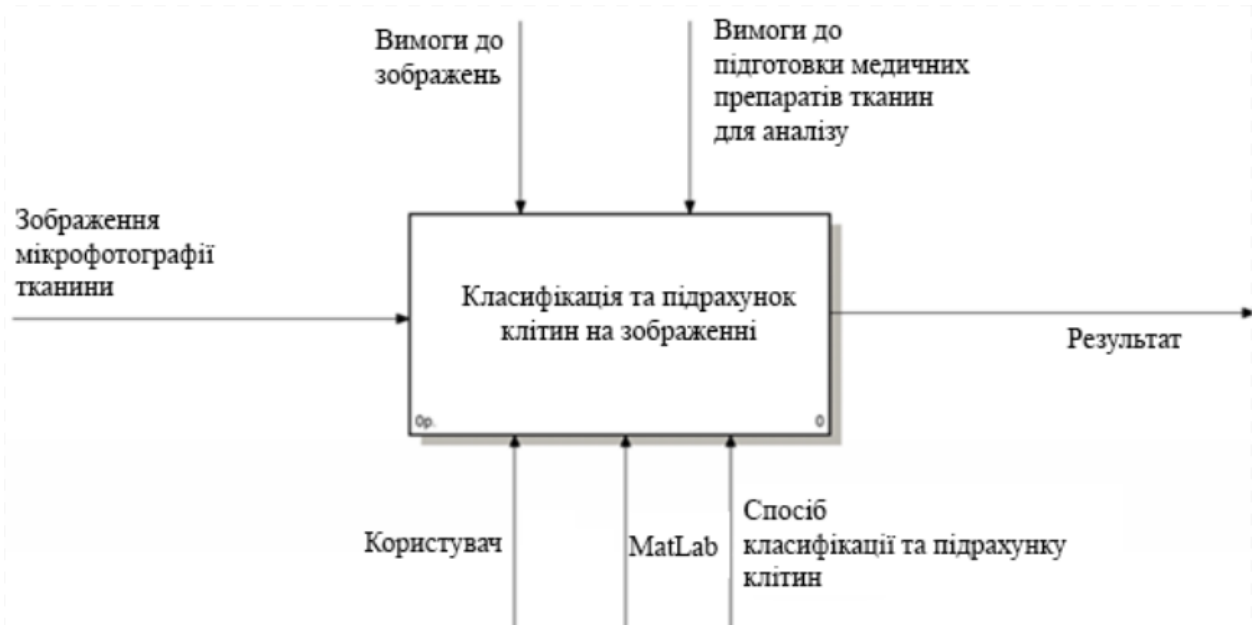 Вимоги до
зображень
Вимоги до
підготовки медичних
препаратів тканин
для аналізу
Зображення
мікрофотографії
тканини
Класифікація та підрахунок
клітин на зображенні
Результат
0р.
0
Користувач
MatLab
Спосіб
класифікації та підрахунку
клітин